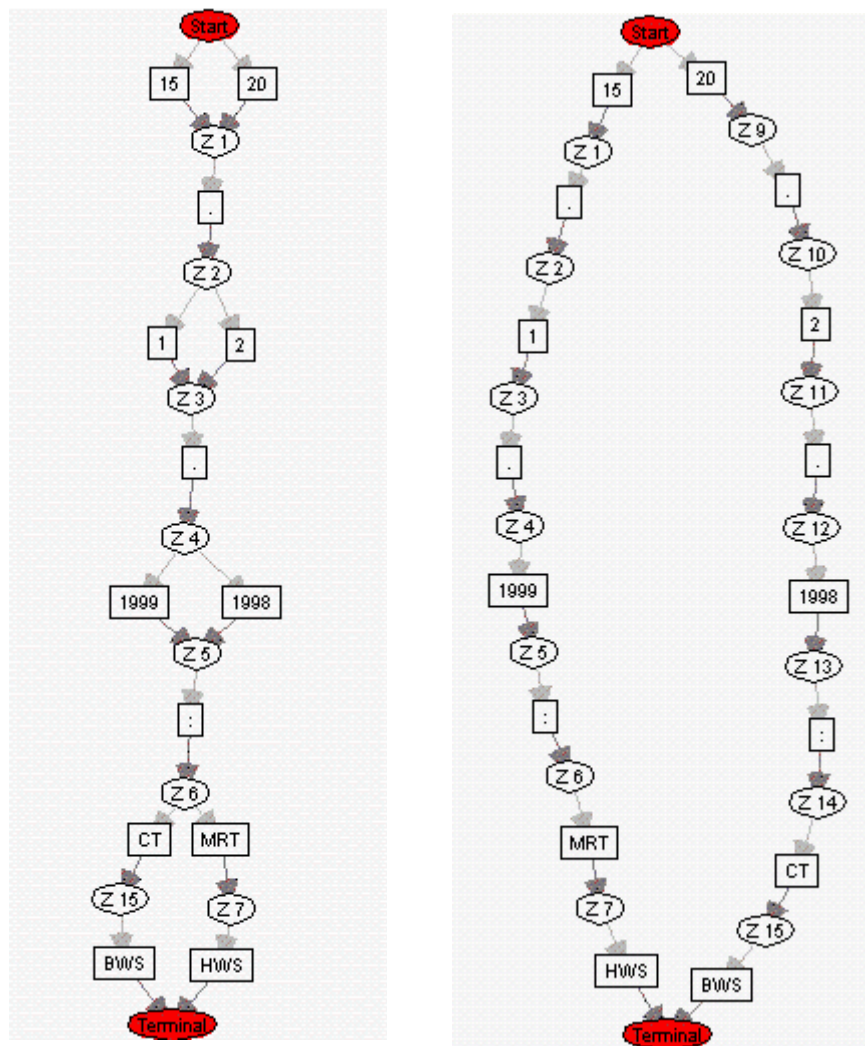 Start
15 20
Z 1
.
Z 2
1 2
Z 3
.
Z 4
1999 1998
Z 5
:
Z 6
CT MRT
Z 15 Z 7
BWS HWS
Terminal
Start
15 20
Z 1 Z 9
. .
Z 2 Z 10
1 2
Z 3 Z 11
. .
Z 4 Z 12
1999 1998
Z 5 Z 13
: :
Z 6 Z 14
MRT CT
Z 7 Z 15
HWS BWS
Terminal